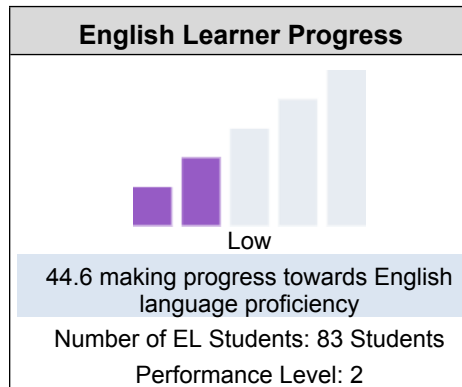 English Learner Progress
Low
44.6 making progress towards English
language proficiency
Number of EL Students: 83 Students
Performance Level: 2